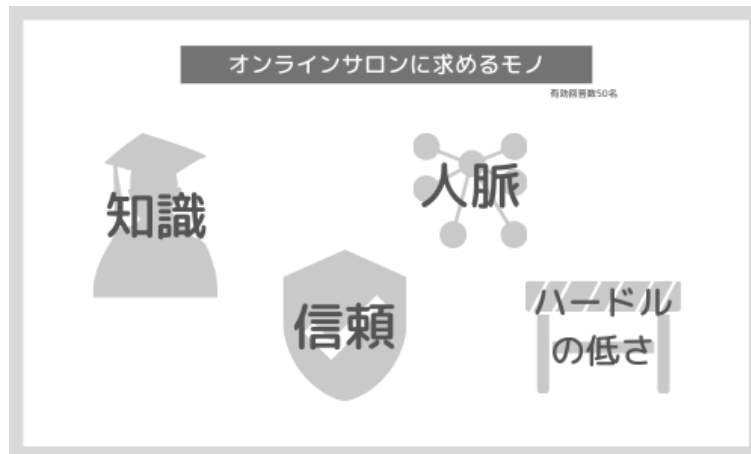 オンラインサロンに求めるモノ
有効回答数50名
知識
人脈
信頼
ハードル
の低さ